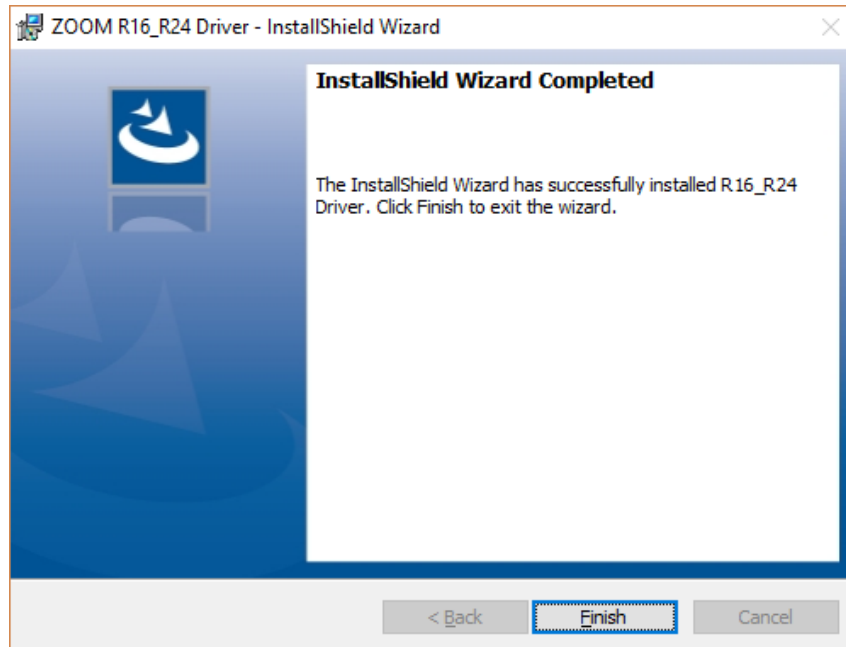 ZOOM R16_R24 Driver - InstallShield Wizard
InstallShield Wizard Completed
The InstallShield Wizard has successfully installed R16_R24
Driver. Click Finish to exit the wizard.
< Back
Finish
Cancel